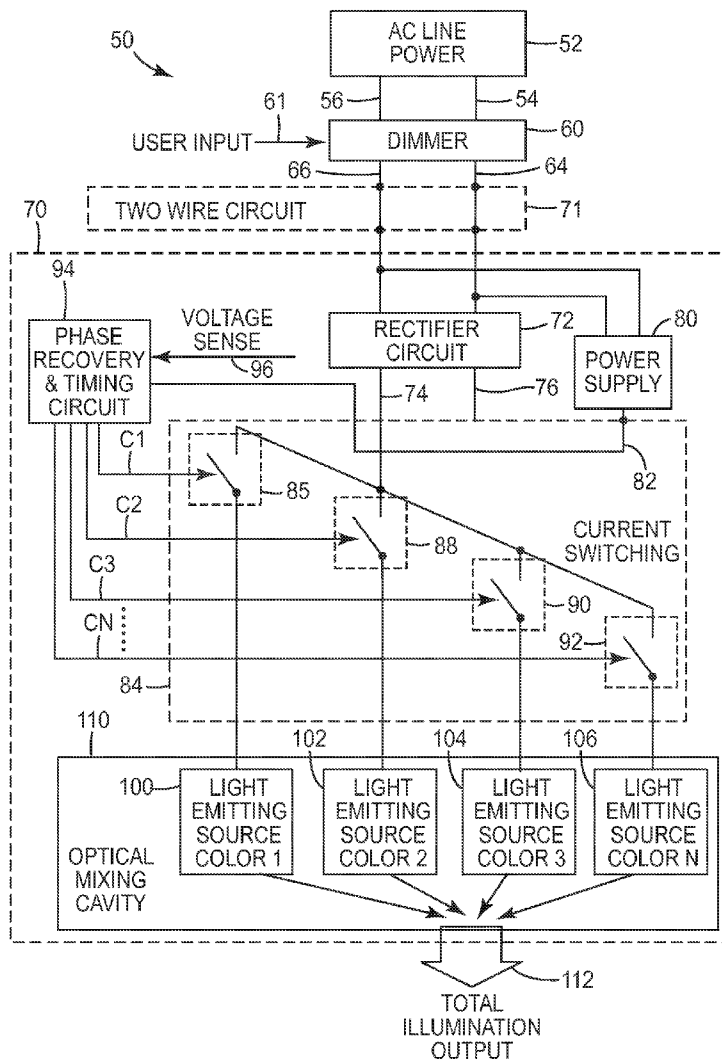 50
AC LINE
POWER
52
56
54
61
USER INPUT
DIMMER
60
66
64
TWO WIRE CIRCUIT
71
70
94
PHASE
RECOVERY
& TIMING
CIRCUIT
VOLTAGE
SENSE
96
RECTIFIER
CIRCUIT
72
80
POWER
SUPPLY
74
76
82
C1
85
C2
88
CURRENT
SWITCHING
C3
90
CN
92
84
110
100
102
104
106
LIGHT
EMITTING
SOURCE
COLOR 1
LIGHT
EMITTING
SOURCE
COLOR 2
LIGHT
EMITTING
SOURCE
COLOR 3
LIGHT
EMITTING
SOURCE
COLOR N
OPTICAL
MIXING
CAVITY
112
TOTAL
ILLUMINATION
OUTPUT